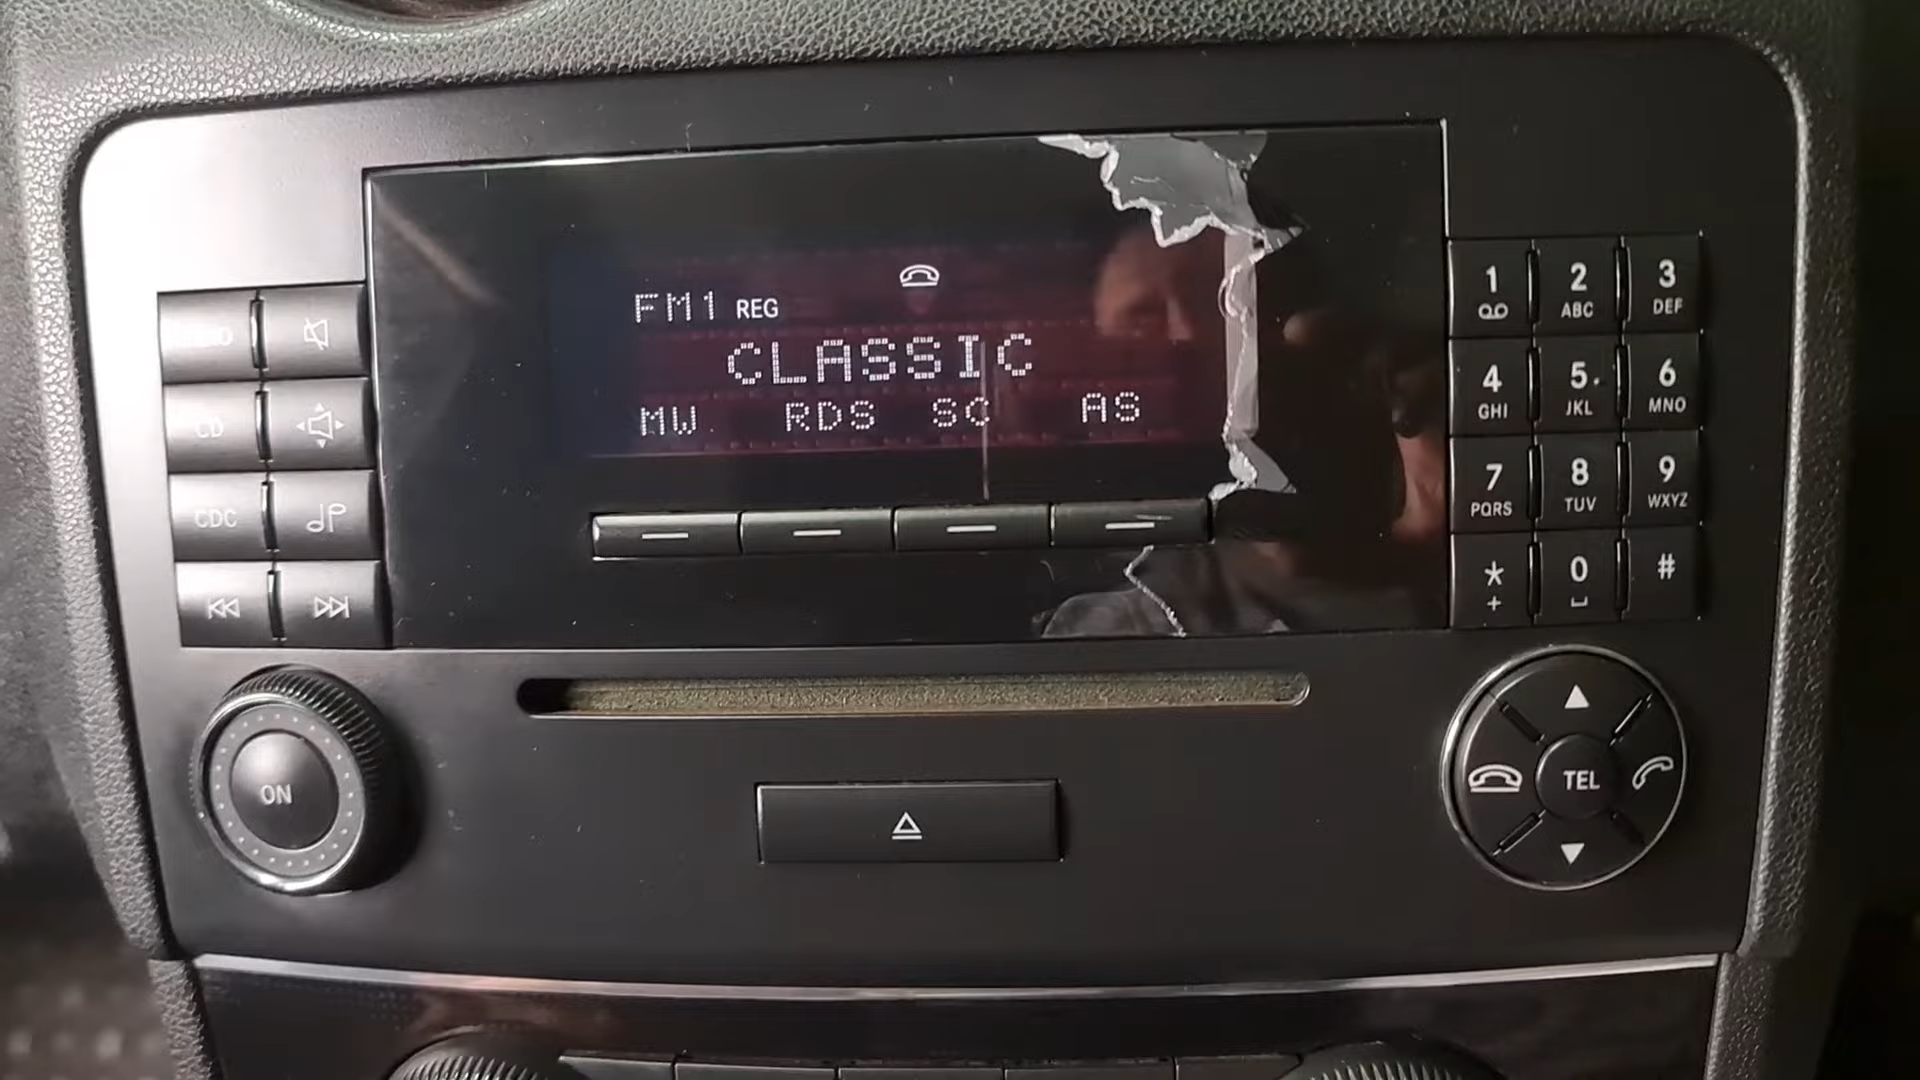 FM1 REG
CLASSIC
MW RDS SC AS
CD
CDC
ON
1
2 ABC
3 DEF
4 GHI
5 JKL
6 MNO
7 PQRS
8 TUV
9 WXYZ
* +
0
#
TEL